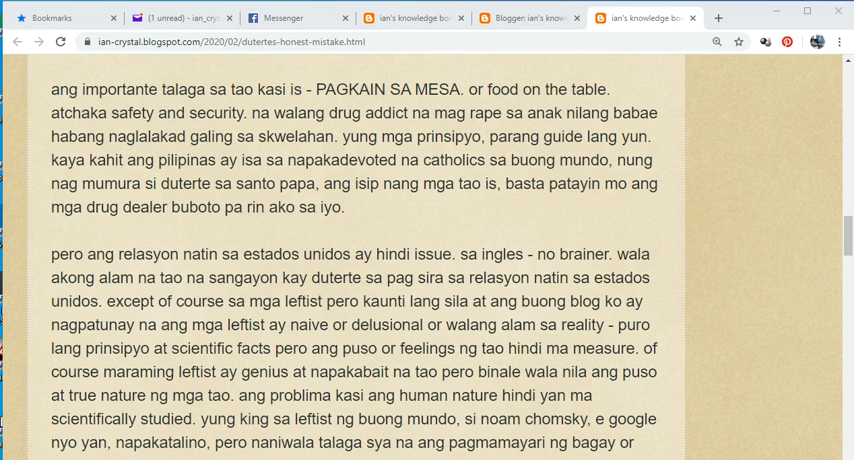 Bookmarks
(1 unread) - ian_crys
Messenger
ian's knowledge bo
Blogger: ian's knowl
ian's knowledge bo
ian-crystal.blogspot.com/2020/02/dutertes-honest-mistake.html
ang importante talaga sa tao kasi is - PAGKAIN SA MESA. or food on the table.
atchaka safety and security. na walang drug addict na mag rape sa anak nilang babae
habang naglalakad galing sa skwelahan. yung mga prinsipyo, parang guide lang yun.
kaya kahit ang pilipinas ay isa sa napakadevoted na catholics sa buong mundo, nung
nag mumura si duterte sa santo papa, ang isip nang mga tao is, basta patayin mo ang
mga drug dealer buboto pa rin ako sa iyo.
pero ang relasyon natin sa estados unidos ay hindi issue. sa ingles - no brainer. wala
akong alam na tao na sangayon kay duterte sa pag sira sa relasyon natin sa estados
unidos. except of course sa mga leftist pero kaunti lang sila at ang buong blog ko ay
nagpatunay na ang mga leftist ay naive or delusional or walang alam sa reality - puro
lang prinsipyo at scientific facts pero ang puso or feelings ng tao hindi ma measure. of
course maraming leftist ay genius at napakabait na tao pero binale wala nila ang puso
at true nature ng mga tao. ang problima kasi ang human nature hindi yan ma
scientifically studied. yung king sa leftist ng buong mundo, si noam chomsky, e google
nyo yan, napakatalino, pero naniwala talaga sya na ang pagmamayari ng bagay or